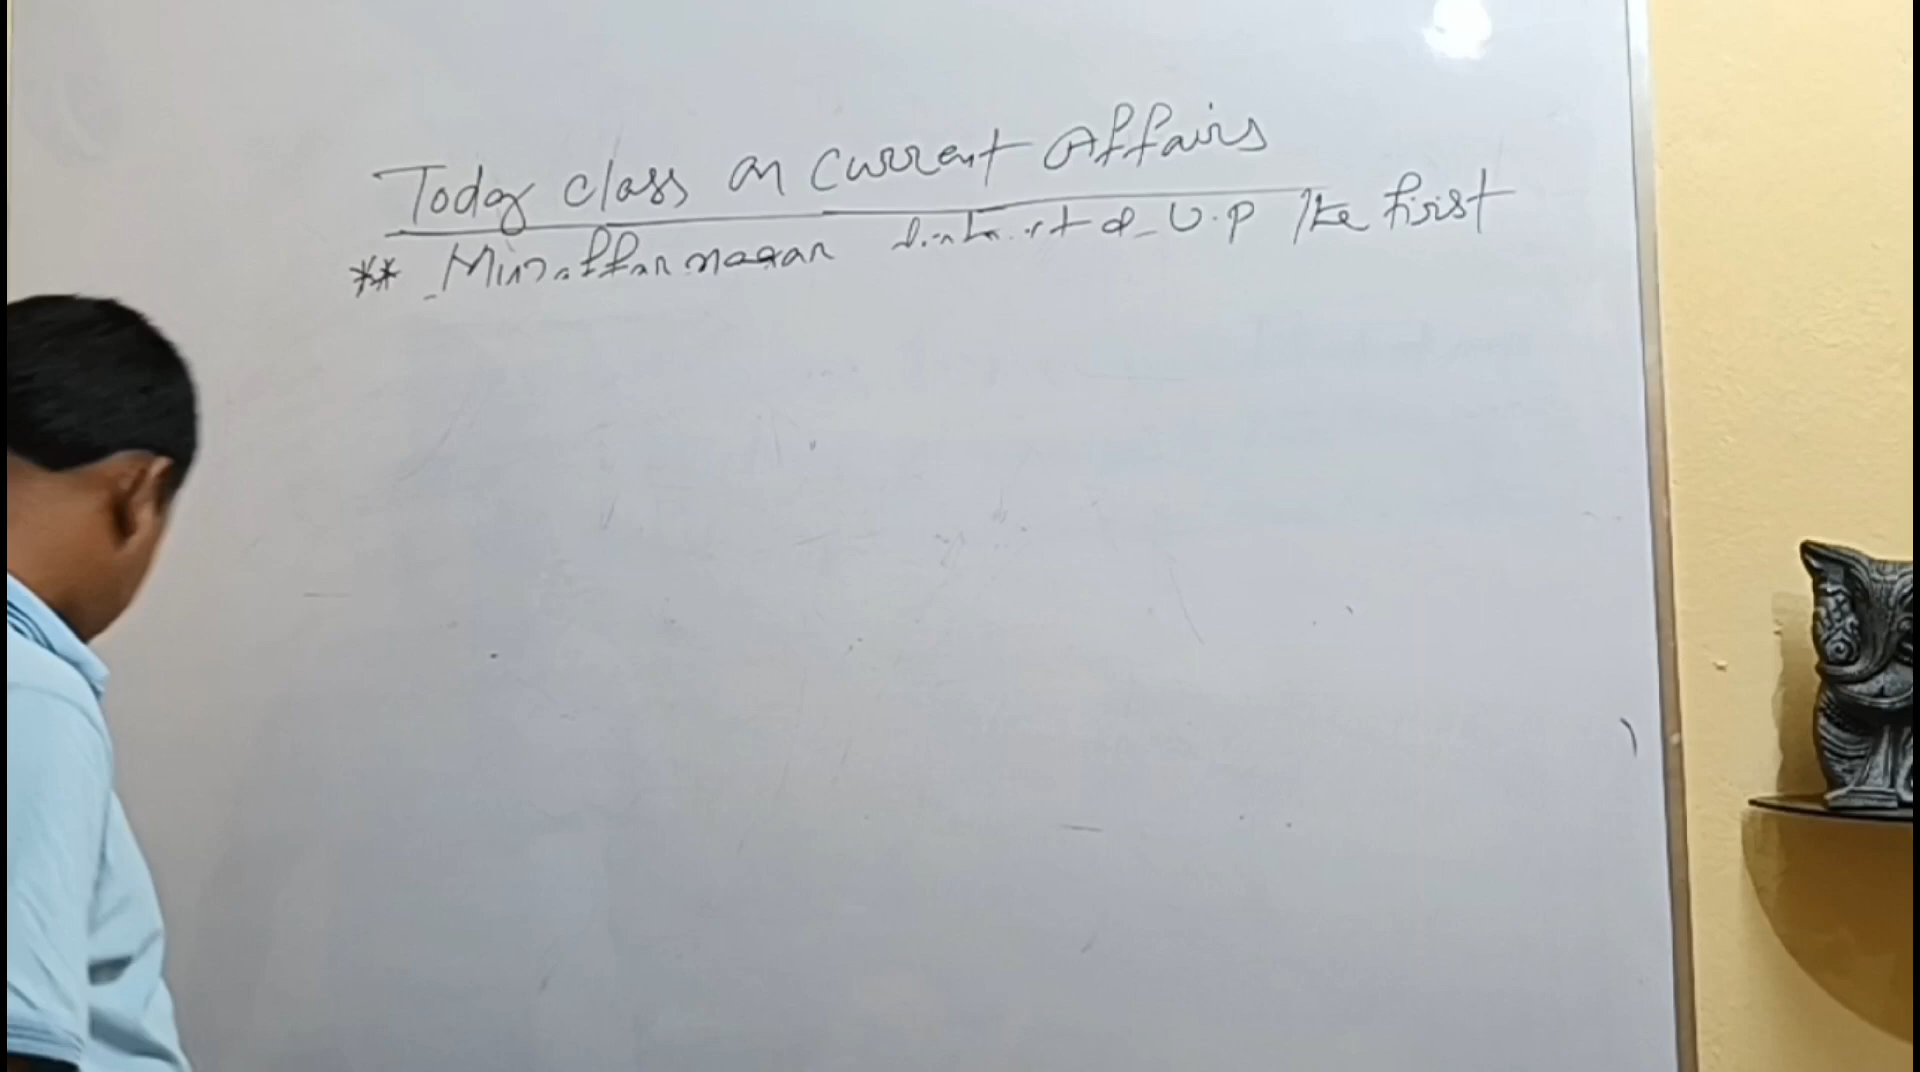 Today class on Current Affairs
** Muzaffarnagar district of U.P the first